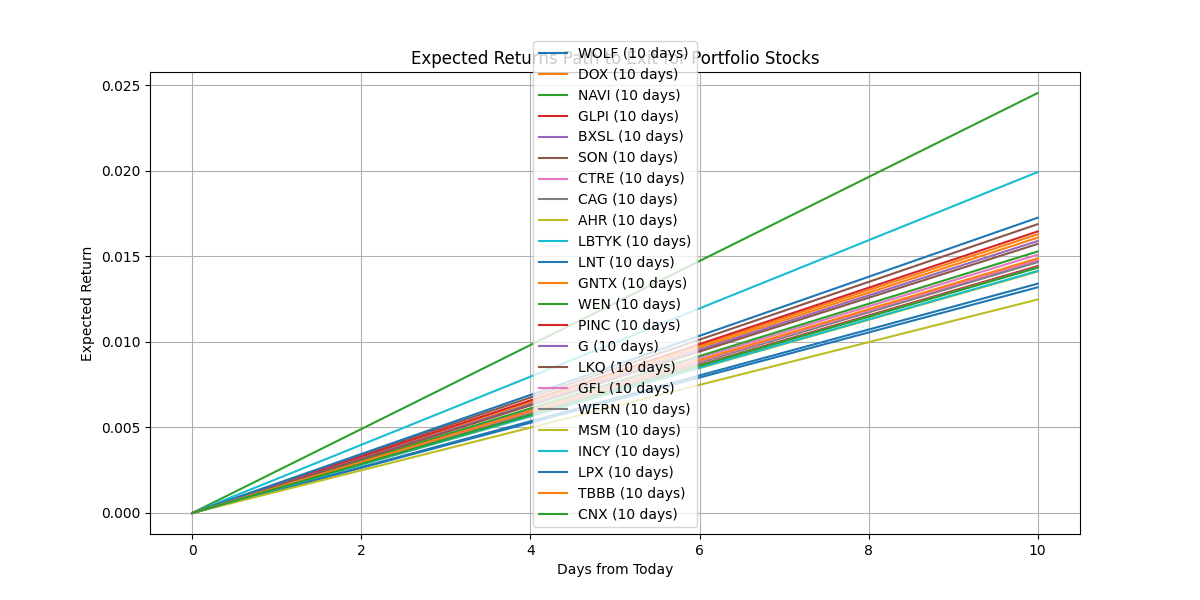 Expected Returns Path to Exit for Portfolio Stocks
WOLF (10 days)
DOX (10 days)
NAVI (10 days)
GLPI (10 days)
BXSL (10 days)
SON (10 days)
CTRE (10 days)
CAG (10 days)
AHR (10 days)
LBTYK (10 days)
LNT (10 days)
GNTX (10 days)
WEN (10 days)
PINC (10 days)
G (10 days)
LKQ (10 days)
GFL (10 days)
WERN (10 days)
MSM (10 days)
INCY (10 days)
LPX (10 days)
TBBB (10 days)
CNX (10 days)
Expected Return
0.025
0.020
0.015
0.010
0.005
0.000
0 2 4 6 8 10
Days from Today